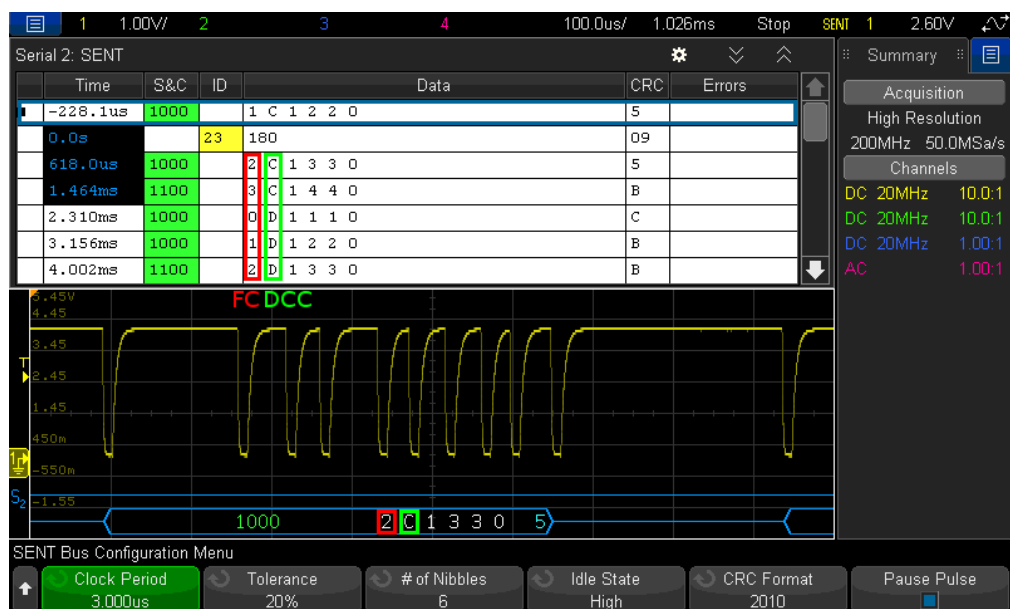 1 1.00V/ 2 3 4 100.0us/ 1.026ms Stop SENT 1 2.60V
Serial 2: SENT
Summary
Time S&C ID Data CRC Errors
-228.1us 1000 1 C 1 2 2 0 5
0.0s 23 180 09
618.0us 1000 2 C 1 3 3 0 5
1.464ms 1100 3 C 1 4 4 0 B
2.310ms 1000 0 D 1 1 1 0 C
3.156ms 1000 1 D 1 2 2 0 B
4.002ms 1100 2 D 1 3 3 0 B
Acquisition
High Resolution
200MHz 50.0MSa/s
Channels
DC 20MHz 10.0:1
DC 20MHz 10.0:1
DC 20MHz 1.00:1
AC 1.00:1
5.45V
FC DCC
4.45
3.45
T
2.45
1.45
450m
1
-550m
S2
-1.55
1000 2 C 1 3 3 0 5
SENT Bus Configuration Menu
Clock Period Tolerance # of Nibbles Idle State CRC Format Pause Pulse
3.000us 20% 6 High 2010